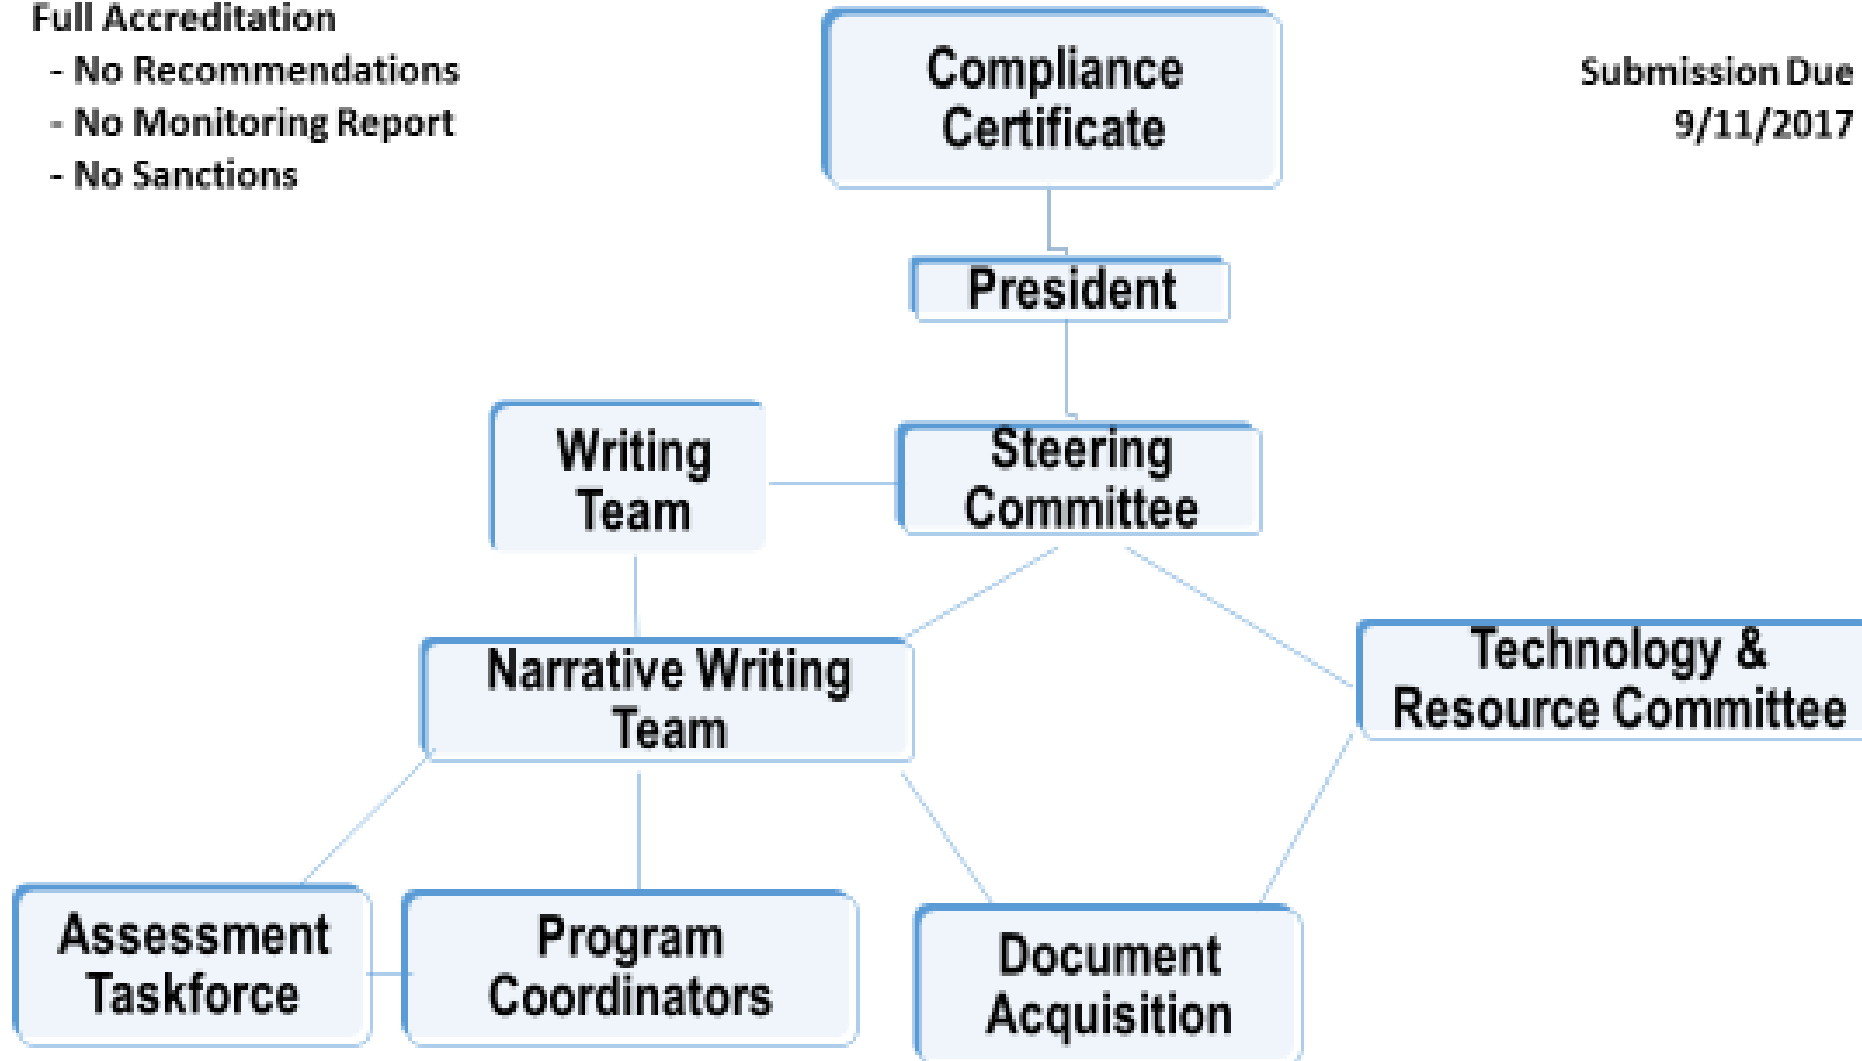 Full Accreditation
- No Recommendations
- No Monitoring Report
- No Sanctions
Compliance
Certificate
Submission Due
9/11/2017
President
Writing
Team
Steering
Committee
Narrative Writing
Team
Technology &
Resource Committee
Assessment
Taskforce
Program
Coordinators
Document
Acquisition